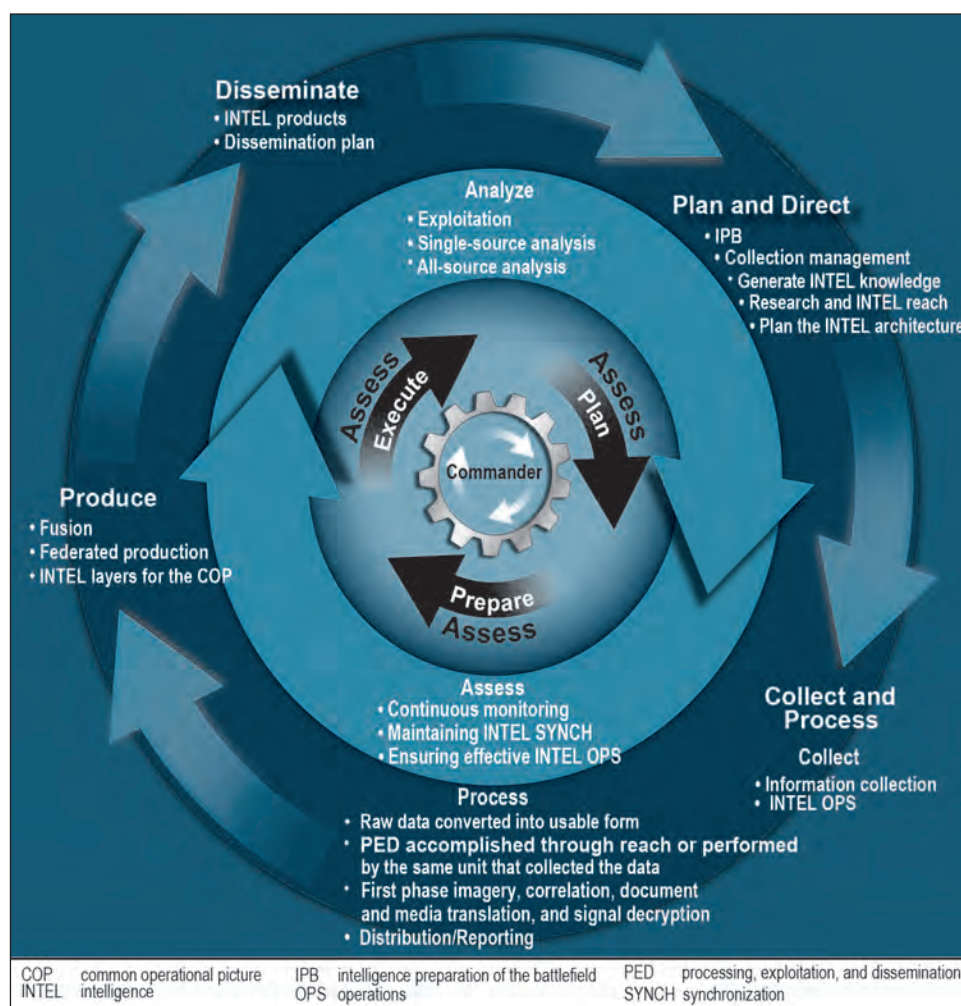 Disseminate
• INTEL products
• Dissemination plan
Analyze
• Exploitation
• Single-source analysis
• All-source analysis
Plan and Direct
• IPB
• Collection management
• Generate INTEL knowledge
• Research and INTEL reach
• Plan the INTEL architecture
Assess
Execute
Assess
Plan
Commander
Prepare
Assess
Produce
• Fusion
• Federated production
• INTEL layers for the COP
Assess
• Continuous monitoring
• Maintaining INTEL SYNCH
• Ensuring effective INTEL OPS
Collect and
Process
Collect
• Information collection
• INTEL OPS
Process
• Raw data converted into usable form
• PED accomplished through reach or performed
by the same unit that collected the data
• First phase imagery, correlation, document
and media translation, and signal decryption
• Distribution/Reporting
COP common operational picture IPB intelligence preparation of the battlefield PED processing, exploitation, and dissemination
INTEL intelligence OPS operations SYNCH synchronization